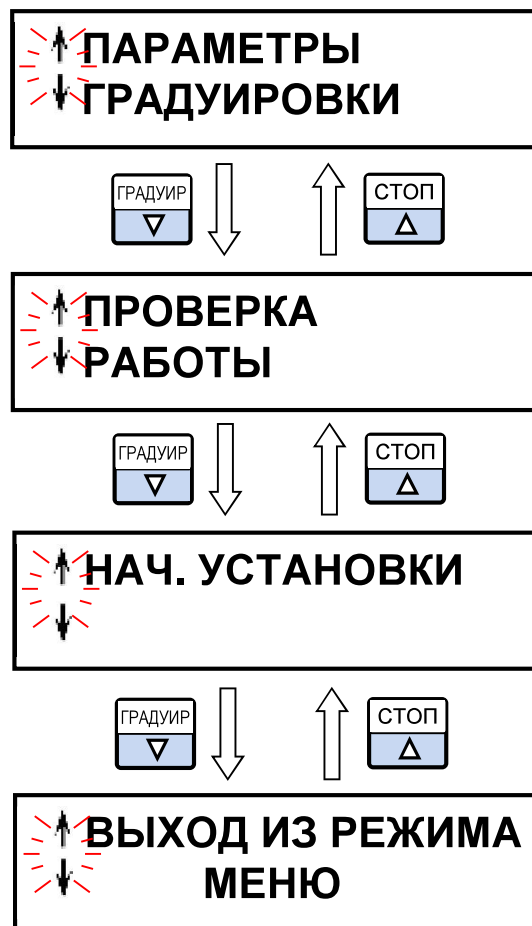 ПАРАМЕТРЫ
ГРАДУИРОВКИ
ГРАДУИР
СТОП
ПРОВЕРКА
РАБОТЫ
ГРАДУИР
СТОП
НАЧ. УСТАНОВКИ
ГРАДУИР
СТОП
ВЫХОД ИЗ РЕЖИМА
МЕНЮ